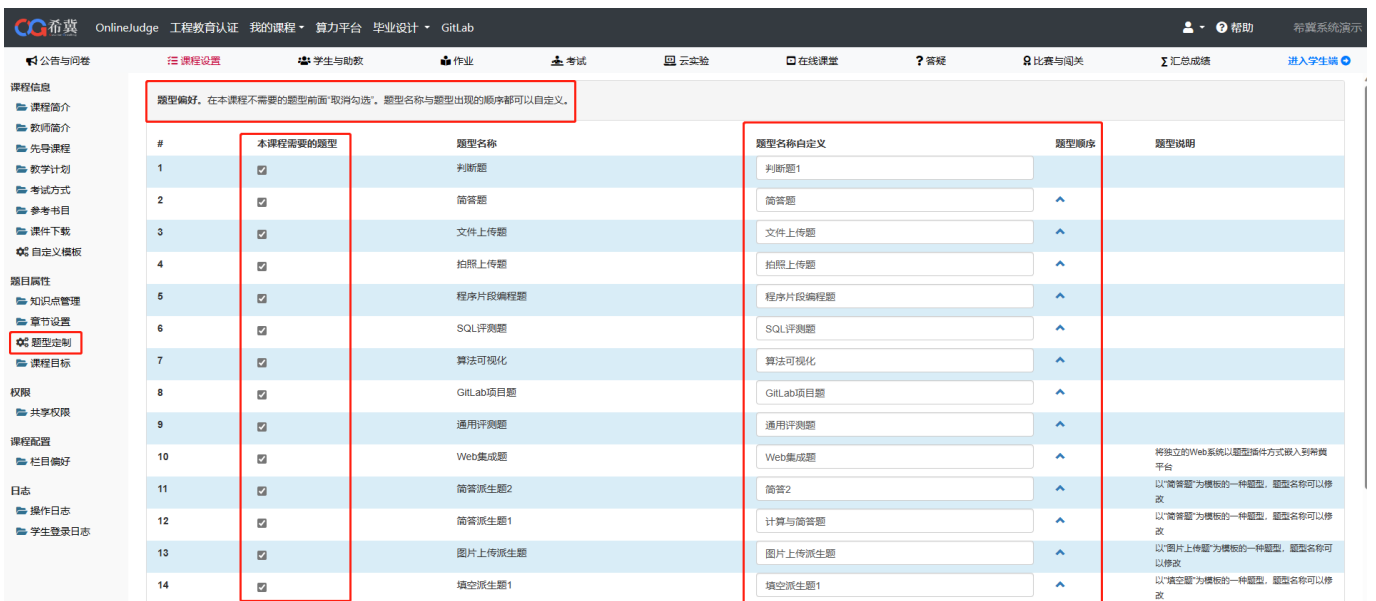 CG希冀 OnlineJudge 工程教育认证 我的课程 算力平台 毕业设计 GitLab 帮助 希冀系统演示
公告与问卷 课程设置 学生与助教 作业 考试 云实验 在线课堂 答疑 比赛与闯关 汇总成绩 进入学生端
课程信息
课程简介
教师简介
先导课程
教学计划
考试方式
参考书目
课件下载
自定义模板
题目属性
知识点管理
章节设置
题型定制
课程目标
权限
共享权限
课程配置
栏目偏好
日志
操作日志
学生登录日志
题型偏好。在本课程不需要的题型前面“取消勾选”。题型名称与题型出现的顺序都可以自定义。
# 本课程需要的题型 题型名称 题型名称自定义 题型顺序 题型说明
1 判断题 判断题1
2 简答题 简答题
3 文件上传题 文件上传题
4 拍照上传题 拍照上传题
5 程序片段编程题 程序片段编程题
6 SQL评测题 SQL评测题
7 算法可视化 算法可视化
8 GitLab项目题 GitLab项目题
9 通用评测题 通用评测题
10 Web集成题 Web集成题 将独立的Web系统以题型插件方式嵌入到希冀
平台
11 简答派生题2 简答2 以“简答题”为模板的一种题型，题型名称可以修
改
12 简答派生题1 计算与简答题 以“简答题”为模板的一种题型，题型名称可以修
改
13 图片上传派生题 图片上传派生题 以“图片上传题”为模板的一种题型，题型名称可
以修改
14 填空派生题1 填空派生题1 以“填空题”为模板的一种题型，题型名称可以修
改